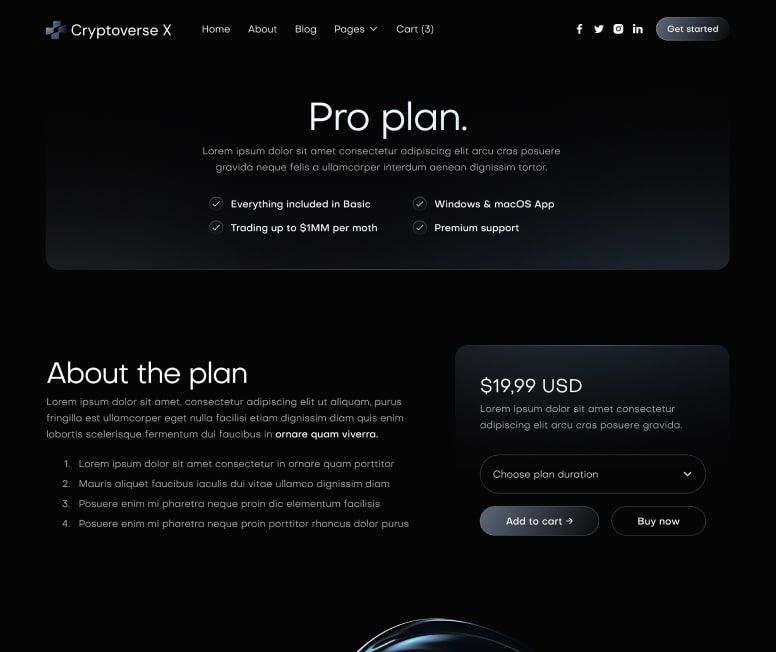 Cryptoverse X
Home
About
Blog
Pages
Cart (3)
Get started
Pro plan.
Lorem ipsum dolor sit amet consectetur adipiscing elit arcu cras posuere
gravida neque felis a ullamcorper interdum aenean dignissim tortor.
Everything included in Basic
Windows & macOS App
Trading up to $1MM per moth
Premium support
About the plan
Lorem ipsum dolor sit amet, consectetur adipiscing elit ut aliquam, purus
fringilla est ullamcorper eget nulla facilisi etiam dignissim diam quis enim
lobortis scelerisque fermentum dui faucibus in ornare quam viverra.
1. Lorem ipsum dolor sit amet consectetur in ornare quam porttitor
2. Mauris aliquet faucibus iaculis dui vitae ullamco dignissim diam
3. Posuere enim mi pharetra neque proin dic elementum facilisis
4. Posuere enim mi pharetra neque proin porttitor rhoncus dolor purus
$19,99 USD
Lorem ipsum dolor sit amet consectetur
adipiscing elit arcu cras posuere gravida.
Choose plan duration
Add to cart →
Buy now